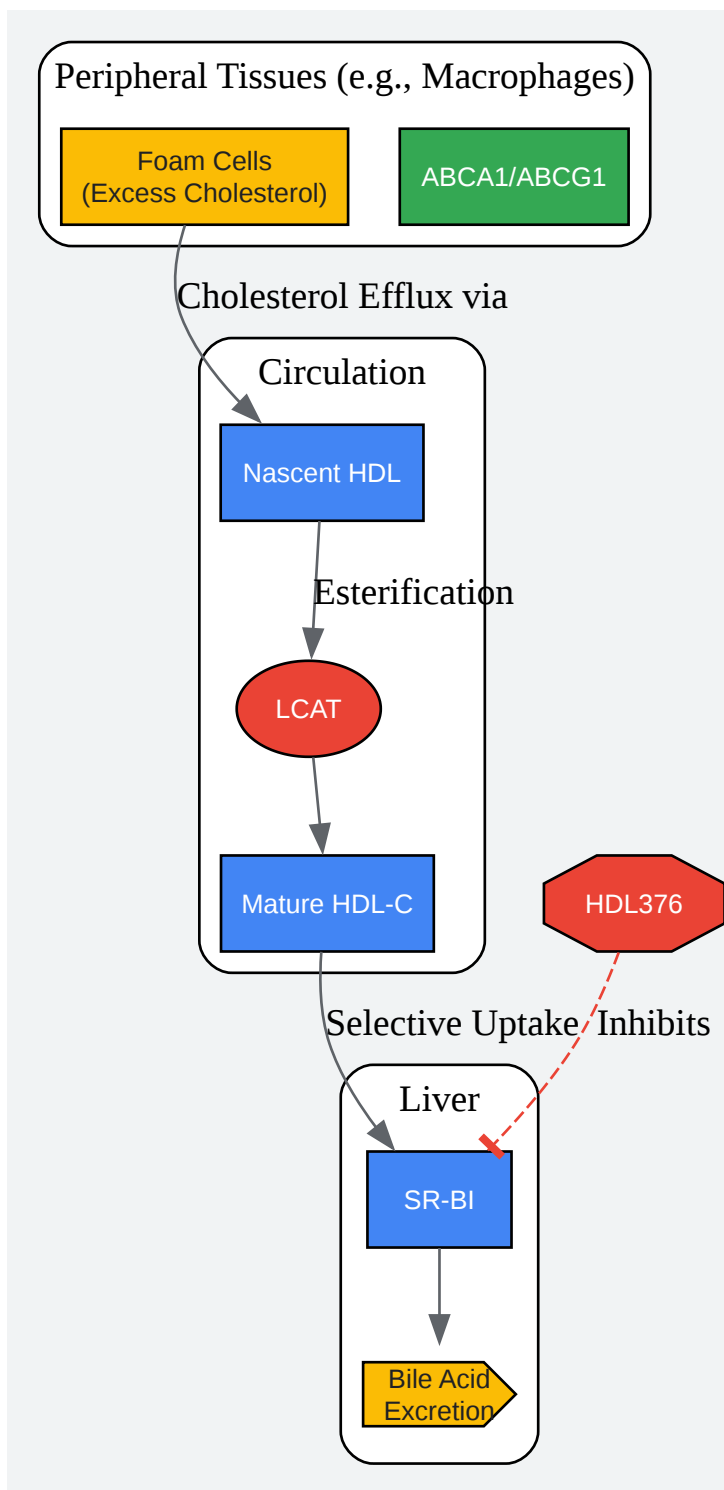 Peripheral Tissues (e.g., Macrophages)
Foam Cells
(Excess Cholesterol)
ABCA1/ABCG1
Cholesterol Efflux via
Circulation
Nascent HDL
Esterification
LCAT
Mature HDL-C
HDL376
Selective Uptake
Inhibits
Liver
SR-BI
Bile Acid
Excretion